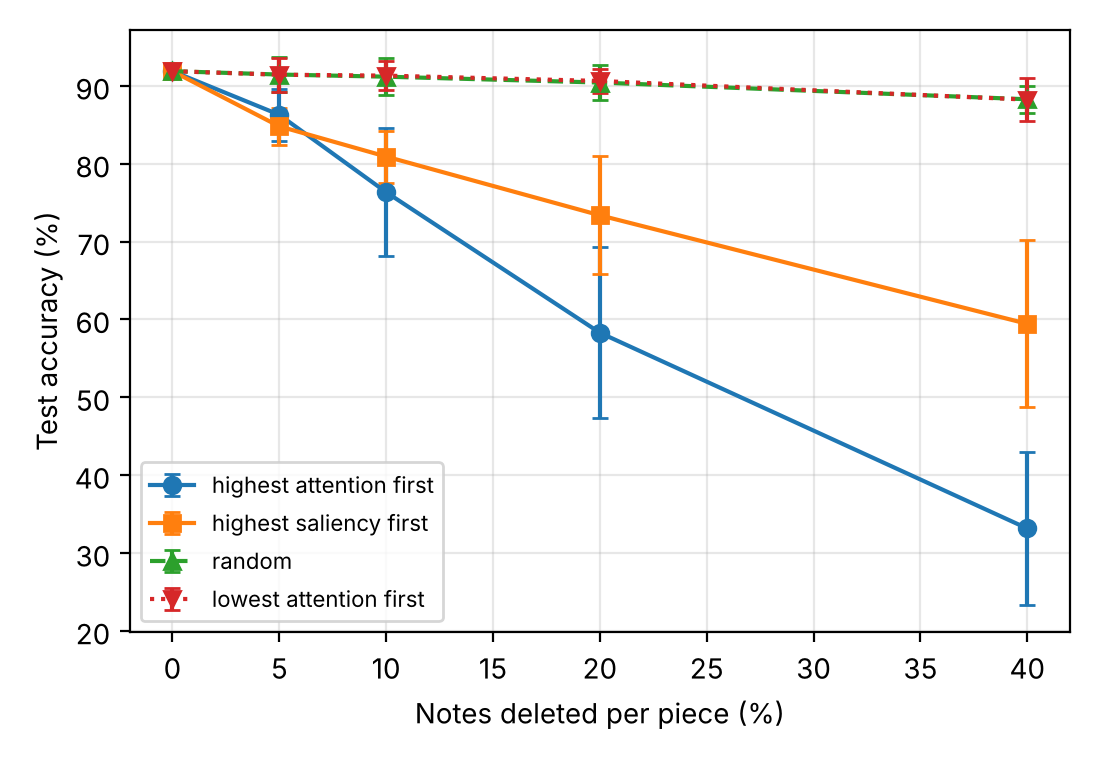 90
80
70
60
50
40
30
20
Test accuracy (%)
highest attention first
highest saliency first
random
lowest attention first
0 5 10 15 20 25 30 35 40
Notes deleted per piece (%)